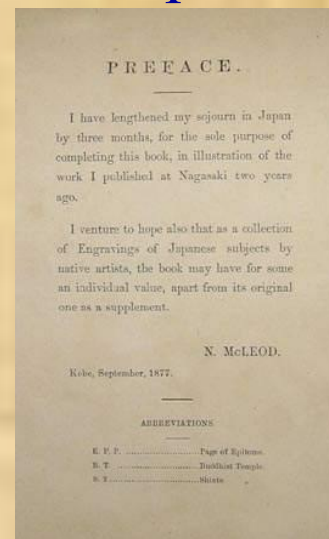 PREFACE.
I have lengthened my sojourn in Japan
by three months, for the sole purpose of
completing this book, in illustration of the
work I published at Nagasaki two years
ago.
I venture to hope also that as a collection
of Engravings of Japanese subjects by
native artists, the book may have for some
an individual value, apart from its original
one as a supplement.
N. McLEOD.
Kobe, September, 1877.
ABBREVIATIONS
E. P. P. ........................Page of Epitome.
B. T. ........................Buddhist Temple.
S. T. ........................Shinto